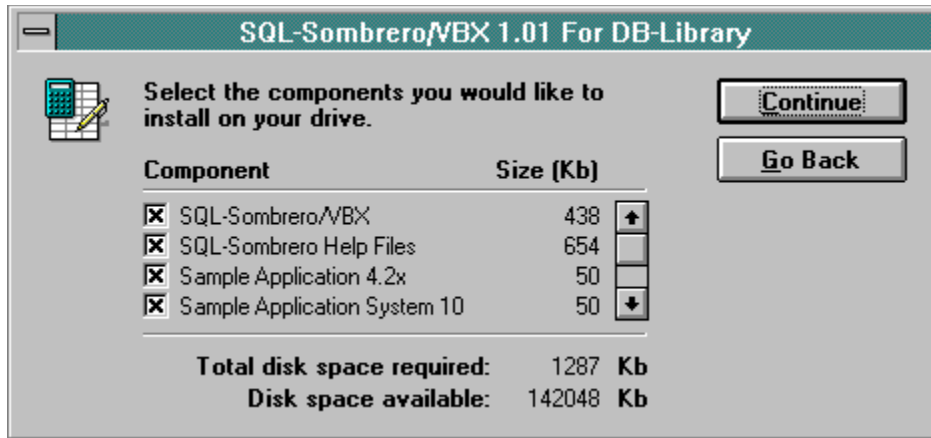 SQL-Sombrero/VBX 1.01 For DB-Library
Select the components you would like to
install on your drive.
Continue
Go Back
Component Size (Kb)
SQL-Sombrero/VBX 438
SQL-Sombrero Help Files 654
Sample Application 4.2x 50
Sample Application System 10 50
Total disk space required: 1287 Kb
Disk space available: 142048 Kb